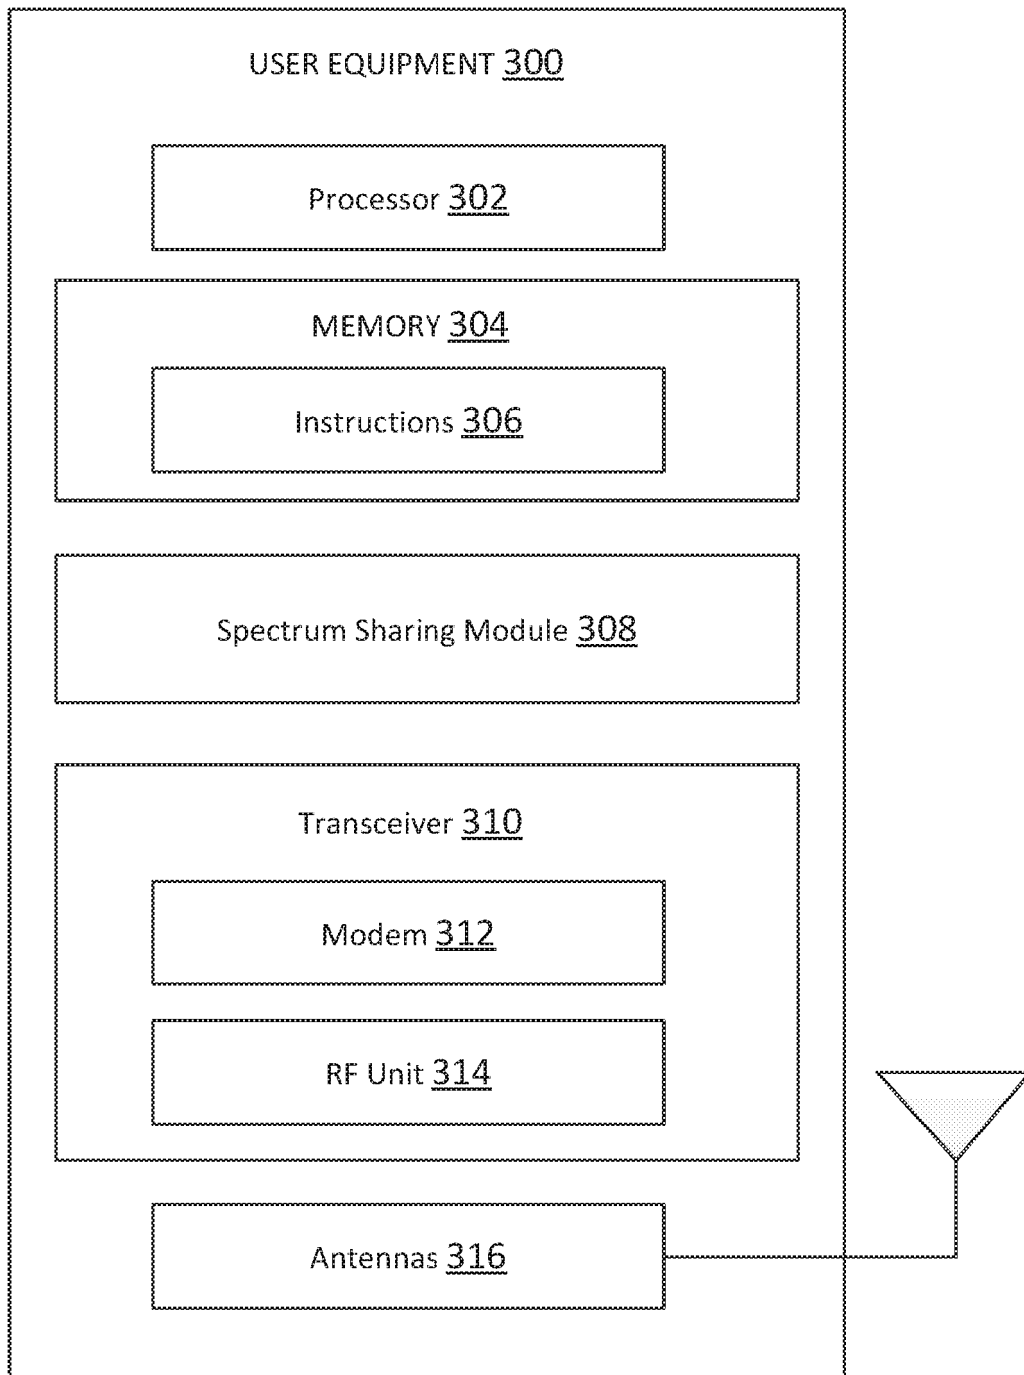 USER EQUIPMENT 300
Processor 302
MEMORY 304
Instructions 306
Spectrum Sharing Module 308
Transceiver 310
Modem 312
RF Unit 314
Antennas 316